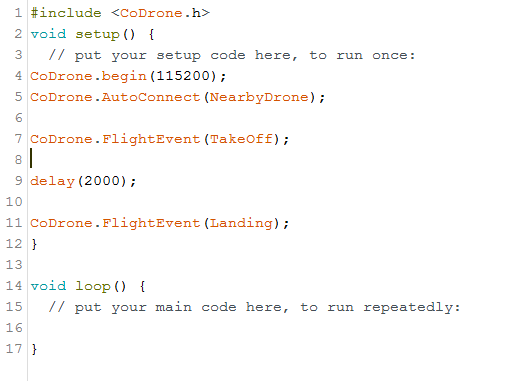 1 #include <CoDrone.h>
2 void setup() {
3   // put your setup code here, to run once:
4 CoDrone.begin(115200);
5 CoDrone.AutoConnect(NearbyDrone);
6
7 CoDrone.FlightEvent(TakeOff);
8
9 delay(2000);
10
11 CoDrone.FlightEvent(Landing);
12 }
13
14 void loop() {
15   // put your main code here, to run repeatedly:
16
17 }